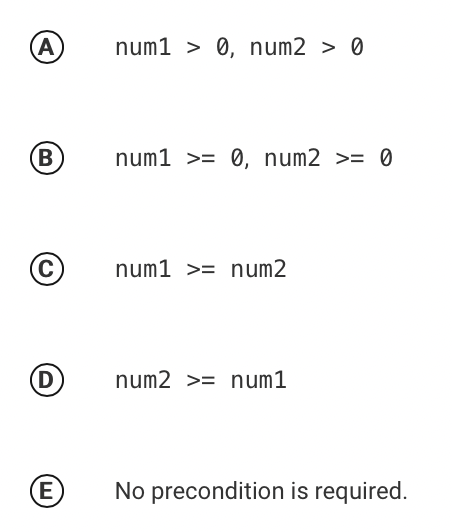 A num1 > 0, num2 > 0
B num1 >= 0, num2 >= 0
C num1 >= num2
D num2 >= num1
E No precondition is required.